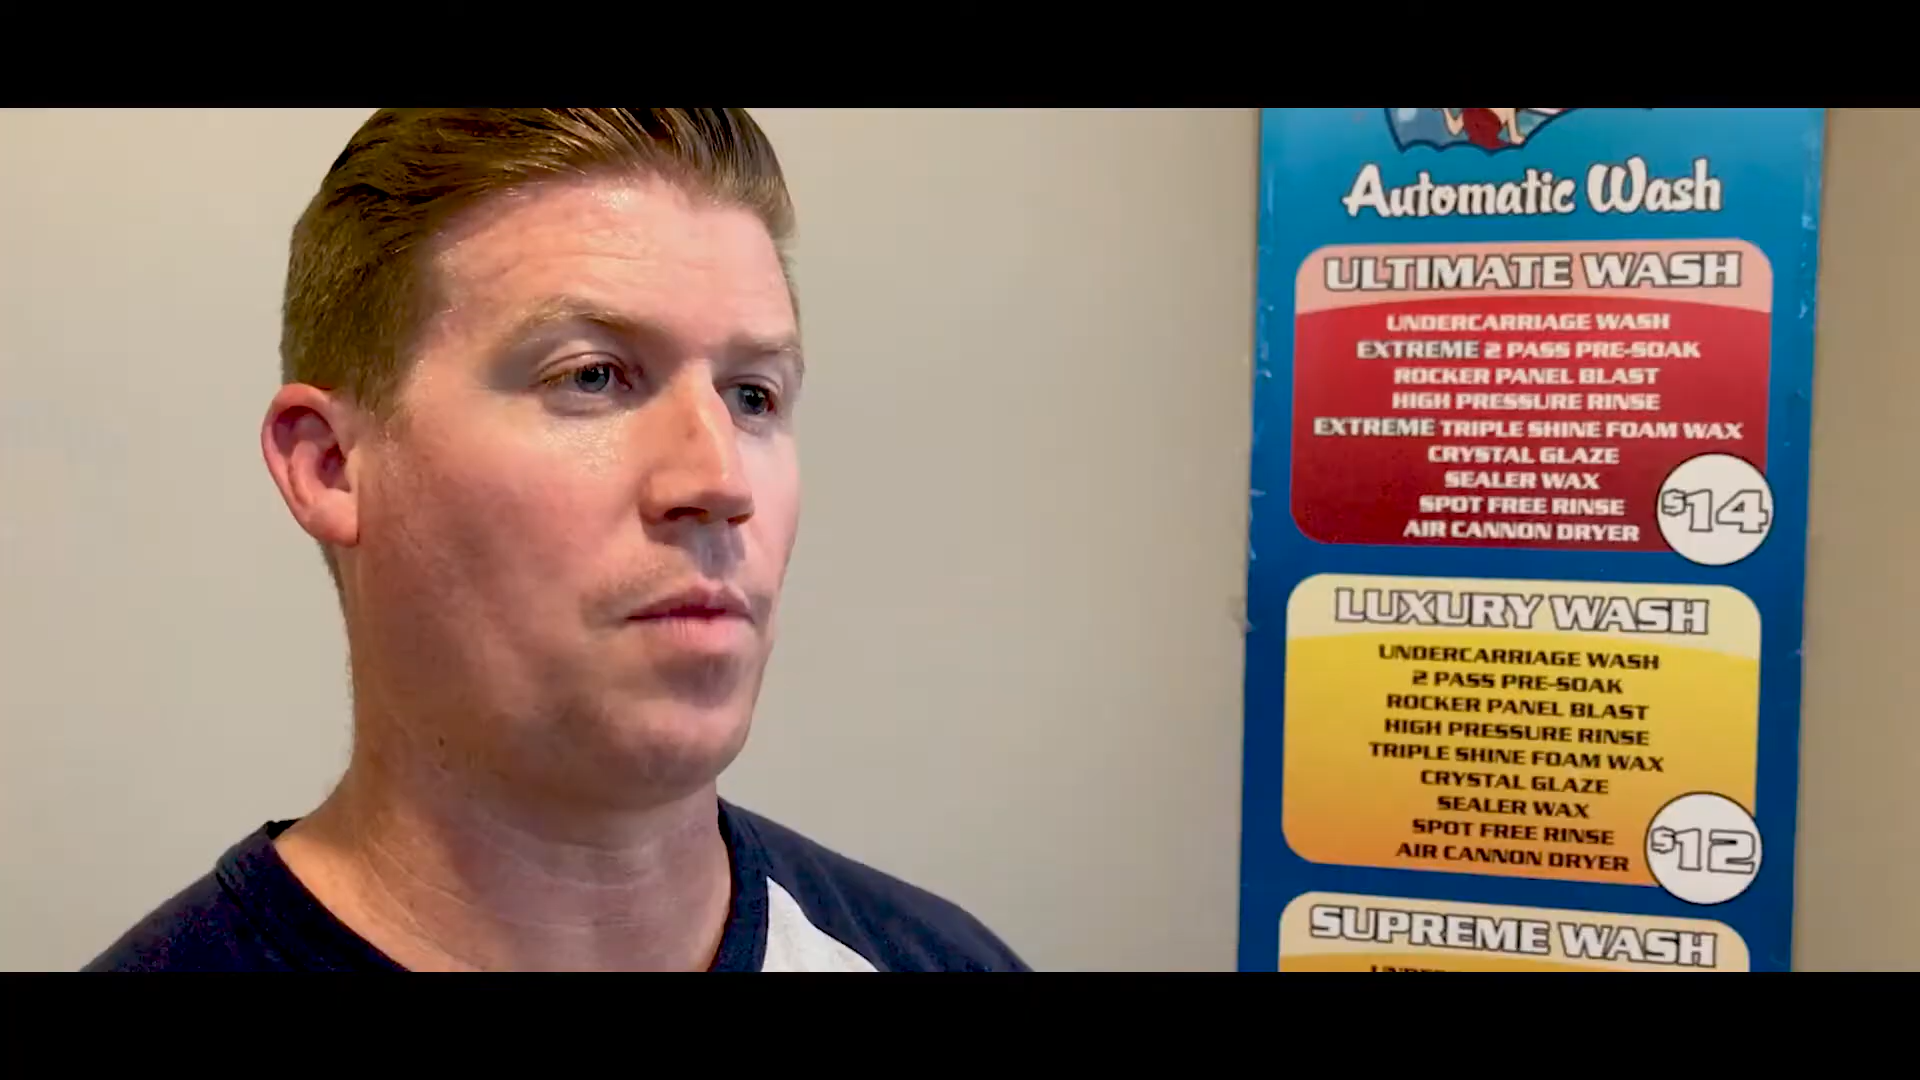 Automatic Wash
ULTIMATE WASH
UNDERCARRIAGE WASH
EXTREME 2 PASS PRE-SOAK
ROCKER PANEL BLAST
HIGH PRESSURE RINSE
EXTREME TRIPLE SHINE FOAM WAX
CRYSTAL GLAZE
SEALER WAX
SPOT FREE RINSE
AIR CANNON DRYER
$14
LUXURY WASH
UNDERCARRIAGE WASH
2 PASS PRE-SOAK
ROCKER PANEL BLAST
HIGH PRESSURE RINSE
TRIPLE SHINE FOAM WAX
CRYSTAL GLAZE
SEALER WAX
SPOT FREE RINSE
AIR CANNON DRYER
$12
SUPREME WASH